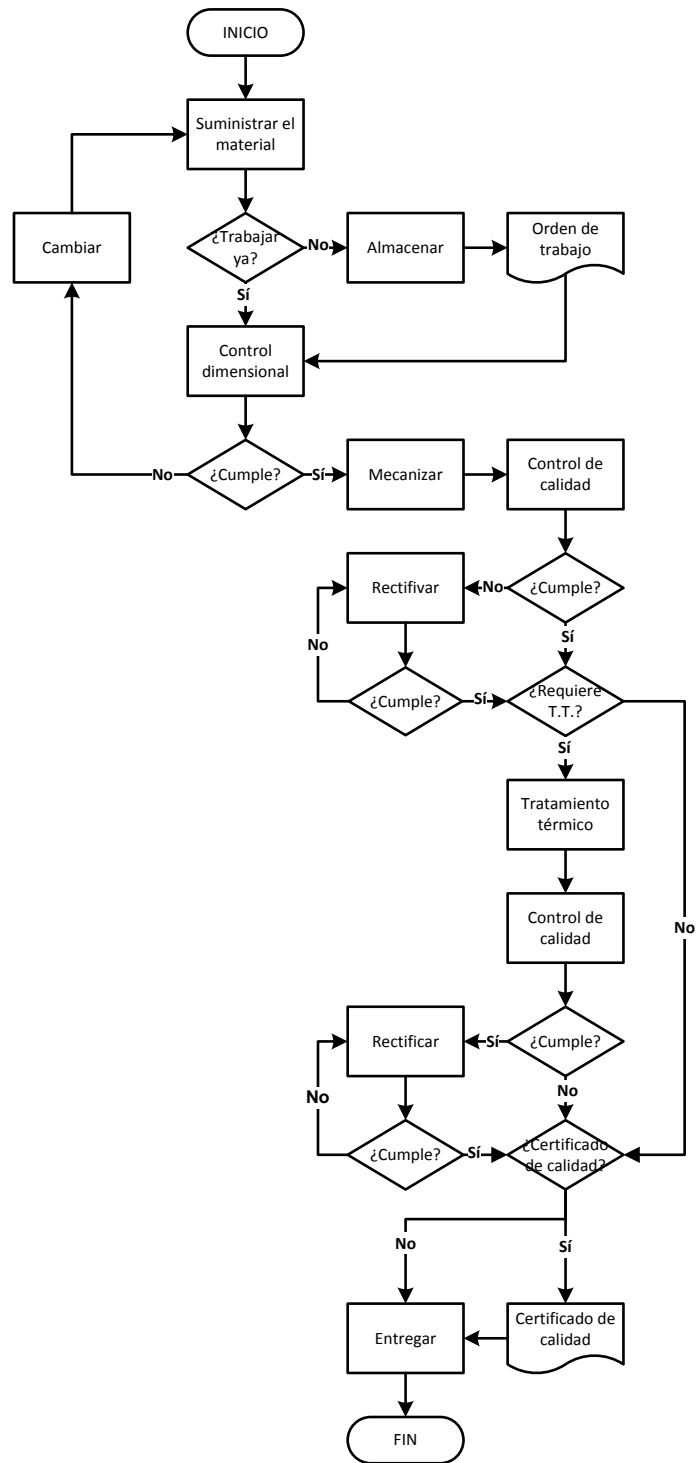 INICIO
Suministrar el
material
Cambiar
¿Trabajar
ya?
No
Almacenar
Orden de
trabajo
Sí
Control
dimensional
No
¿Cumple?
Sí
Mecanizar
Control de
calidad
Rectifivar
No
¿Cumple?
No
Sí
¿Cumple?
Sí
¿Requiere
T.T.?
Sí
Tratamiento
térmico
Control de
calidad
No
Rectificar
Sí
¿Cumple?
No
No
¿Cumple?
Sí
¿Certificado
de calidad?
No
Sí
Entregar
Certificado de
calidad
FIN